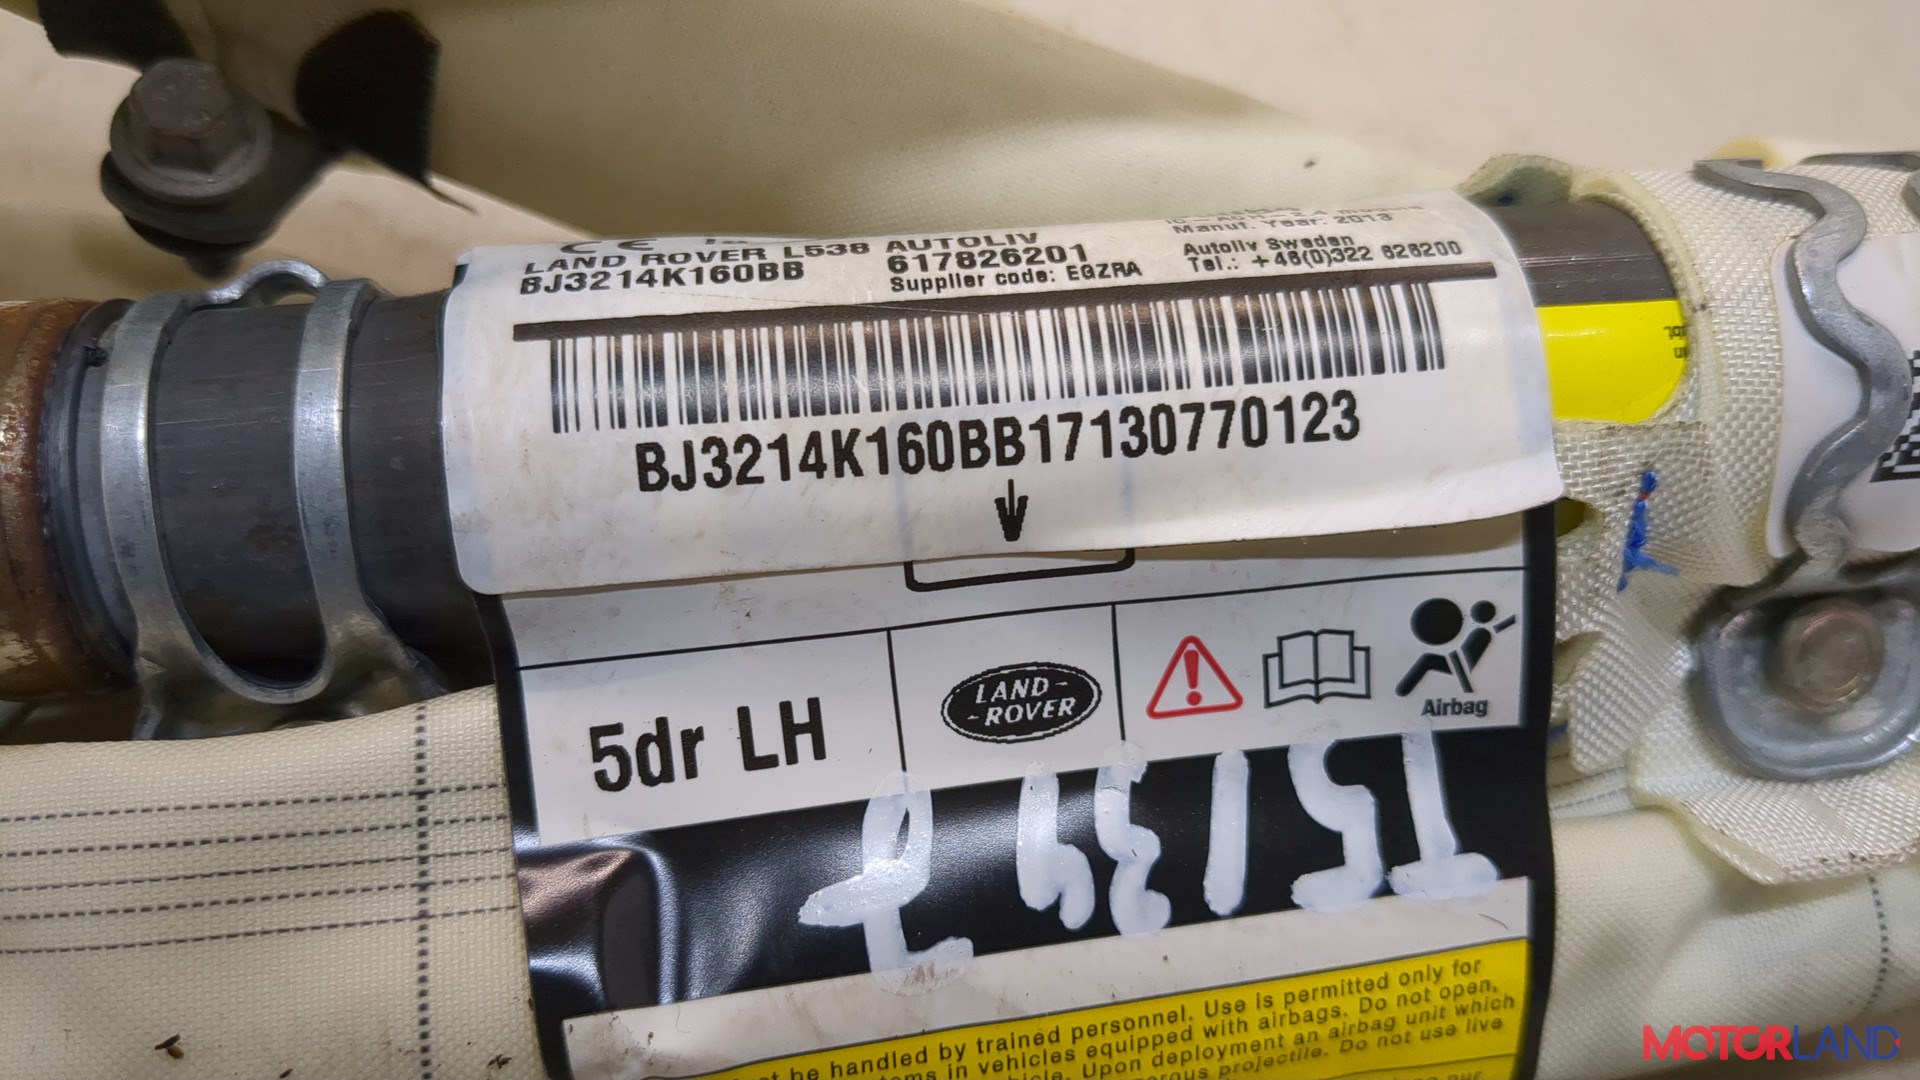 Manuf. Year: 2013
CE
LAND ROVER L538 AUTOLIV
BJ3214K160BB 617826201
Supplier code: EGZRA
Autoliv Sweden
Tel.: +46(0)322 626200
BJ3214K160BB17130770123
5dr LH
LAND-
-ROVER
Airbag
be handled by trained personnel. Use is permitted only for
in vehicles equipped with airbags. Do not open,
Upon deployment an airbag unit which
projectile. Do not use live
MOTORLAND